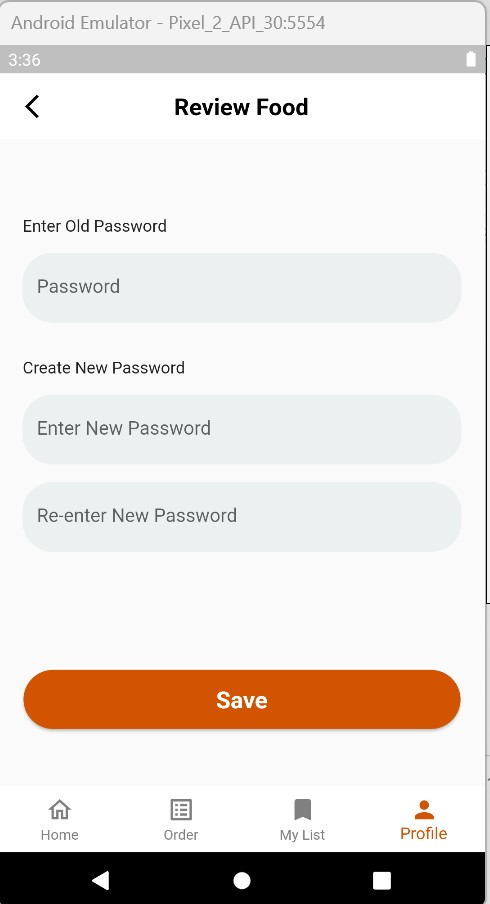 Android Emulator - Pixel_2_API_30:5554
3:36
Review Food
Enter Old Password
Password
Create New Password
Enter New Password
Re-enter New Password
Save
Home Order My List Profile